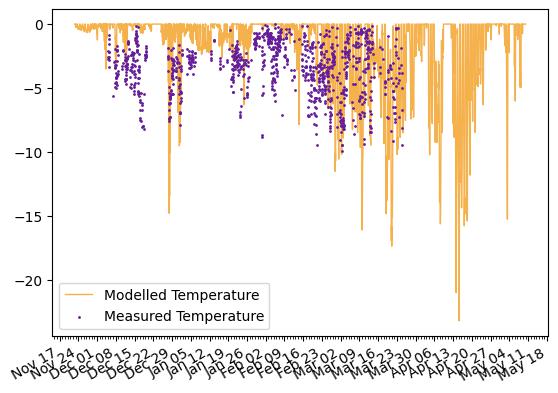 0
−5
−10
−15
−20
Modelled Temperature
Measured Temperature
Nov 17
Nov 24
Dec 01
Dec 08
Dec 15
Dec 22
Dec 29
Jan 05
Jan 12
Jan 19
Jan 26
Feb 02
Feb 09
Feb 16
Feb 23
Mar 02
Mar 09
Mar 16
Mar 23
Mar 30
Apr 06
Apr 13
Apr 20
Apr 27
May 04
May 11
May 18